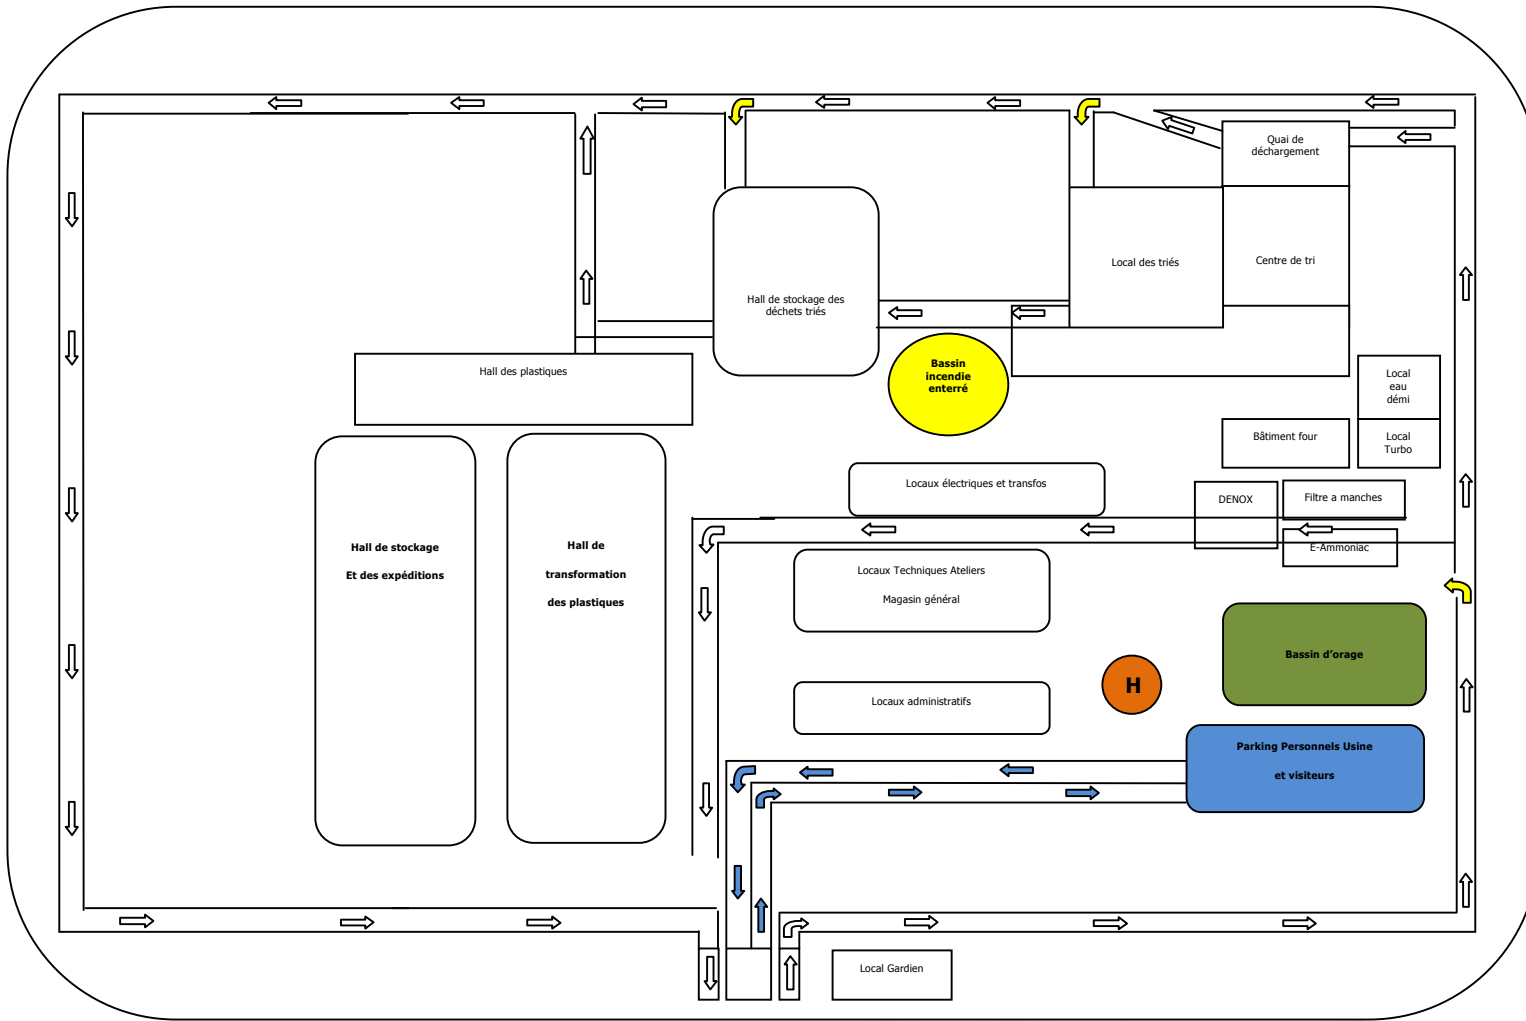 Quai de
déchargement
Local des triés
Centre de tri
Hall de stockage des
déchets triés
Bassin
incendie
enterré
Hall des plastiques
Local
eau
démi
Bâtiment four
Local
Turbo
Locaux électriques et transfos
DENOX
Filtre a manches
E-Ammoniac
Hall de stockage
Et des expéditions
Hall de
transformation
des plastiques
Locaux Techniques Ateliers
Magasin général
Bassin d'orage
H
Locaux administratifs
Parking Personnels Usine
et visiteurs
Local Gardien